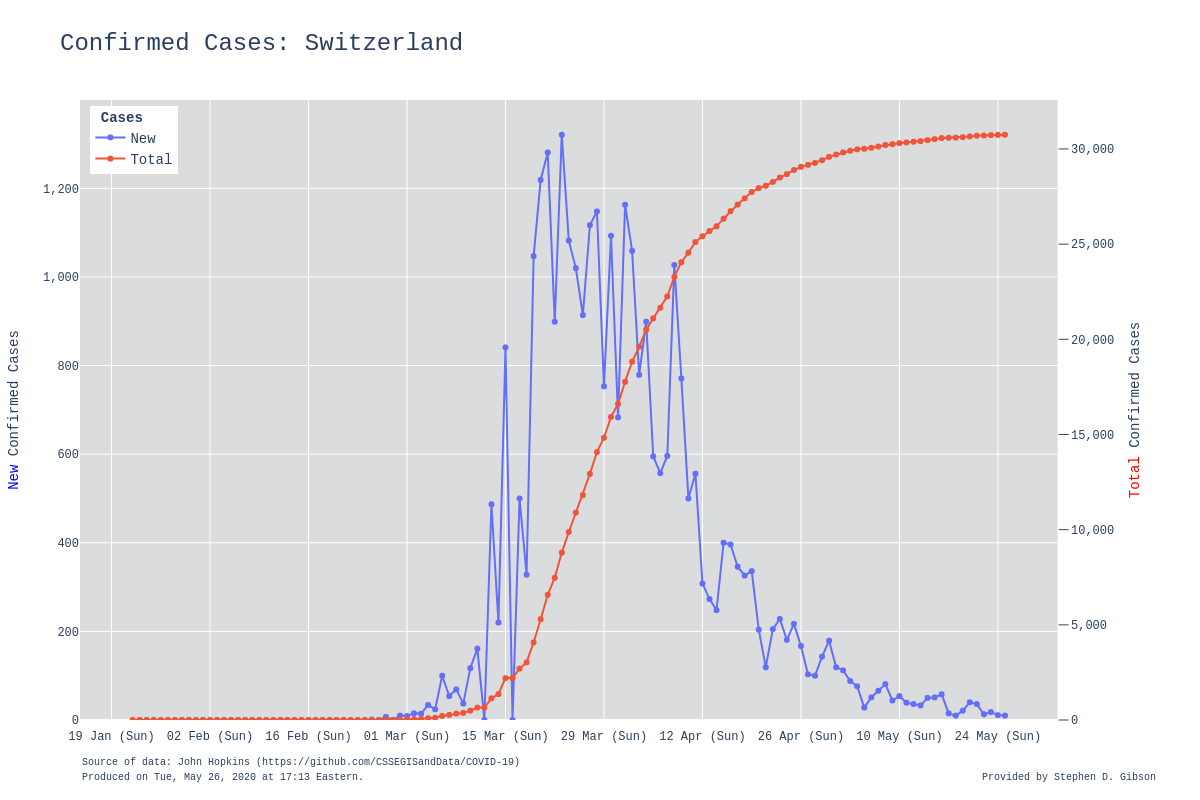 Confirmed Cases: Switzerland
Cases
New
Total
1,200
1,000
800
600
400
200
0
New Confirmed Cases
30,000
25,000
20,000
15,000
10,000
5,000
0
Total Confirmed Cases
19 Jan (Sun) 02 Feb (Sun) 16 Feb (Sun) 01 Mar (Sun) 15 Mar (Sun) 29 Mar (Sun) 12 Apr (Sun) 26 Apr (Sun) 10 May (Sun) 24 May (Sun)
Source of data: John Hopkins (https://github.com/CSSEGISandData/COVID-19)
Produced on Tue, May 26, 2020 at 17:13 Eastern.
Provided by Stephen D. Gibson